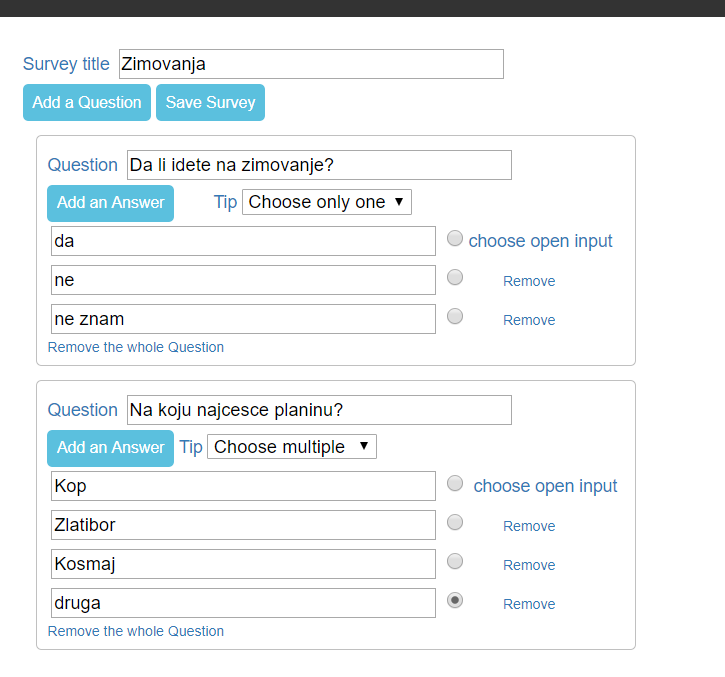 Survey title Zimovanja
Add a Question Save Survey
Question Da li idete na zimovanje?
Add an Answer Tip Choose only one
da choose open input
ne Remove
ne znam Remove
Remove the whole Question
Question Na koju najcesce planinu?
Add an Answer Tip Choose multiple
Kop choose open input
Zlatibor Remove
Kosmaj Remove
druga Remove
Remove the whole Question